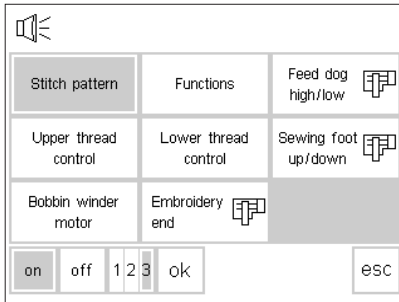 Stitch pattern
Functions
Feed dog
high/low
Upper thread
control
Lower thread
control
Sewing foot
up/down
Bobbin winder
motor
Embroidery
end
on off 1 2 3 ok esc